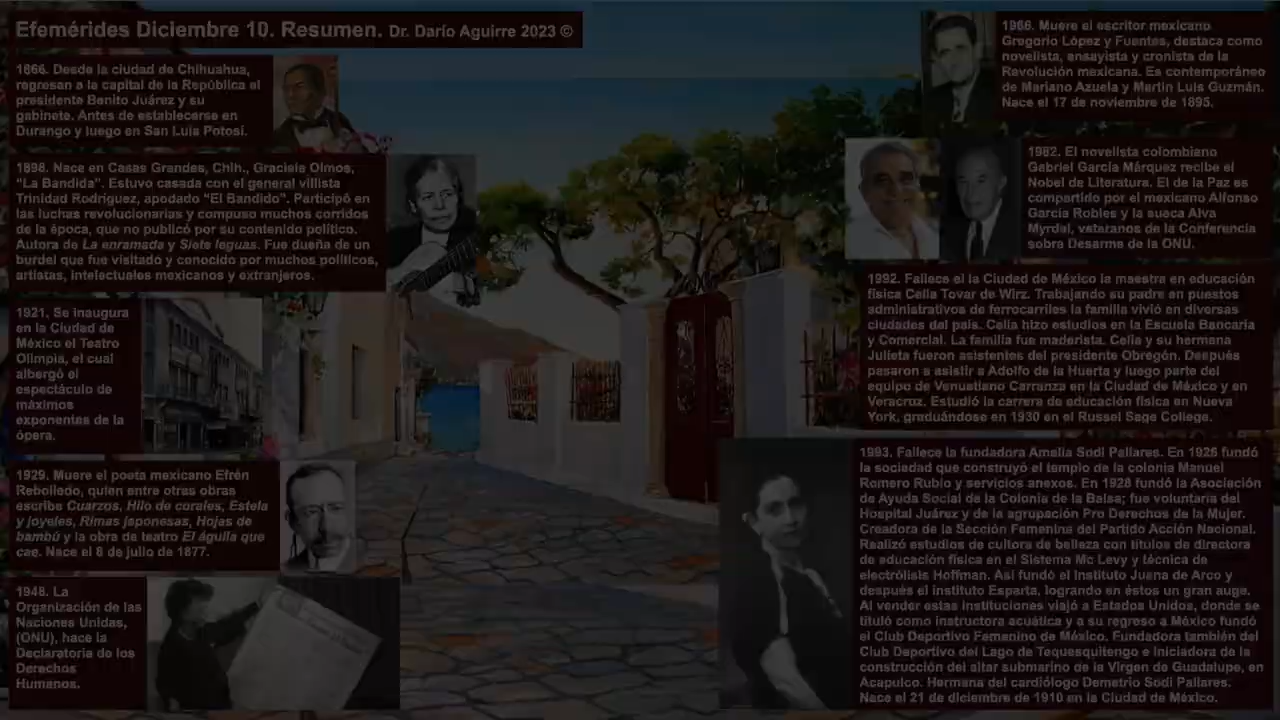 Efemérides Diciembre 10. Resumen. Dr. Darío Aguirre 2023 ©
1866. Desde la ciudad de Chihuahua,
regresan a la capital de la República el
presidente Benito Juárez y su
gabinete. Antes de establecerse en
Durango y luego en San Luis Potosí.
1898. Nace en Casas Grandes, Chih., Graciela Olmos,
"La Bandida". Estuvo casada con el general villista
Trinidad Rodríguez, apodado "El Bandido". Participó en
las luchas revolucionarias y compuso muchos corridos
de la época, que no publicó por su contenido político.
Autora de La enramada y Siete leguas. Fue dueña de un
burdel que fue visitado y conocido por muchos políticos,
artistas, intelectuales mexicanos y extranjeros.
1921. Se inaugura
en la Ciudad de
México el Teatro
Olimpia, el cual
albergó el
espectáculo de
máximos
exponentes de la
ópera.
1929. Muere el poeta mexicano Efrén
Rebolledo, quien entre otras obras
escribe Cuarzos, Hilo de corales, Estela
y joyeles, Rimas japonesas, Hojas de
bambú y la obra de teatro El águila que
cae. Nace el 8 de julio de 1877.
1948. La
Organización de las
Naciones Unidas,
(ONU), hace la
Declaratoria de los
Derechos
Humanos.
1966. Muere el escritor mexicano
Gregorio López y Fuentes, destaca como
novelista, ensayista y cronista de la
Revolución mexicana. Es contemporáneo
de Mariano Azuela y Martín Luis Guzmán.
Nace el 17 de noviembre de 1895.
1982. El novelista colombiano
Gabriel García Márquez recibe el
Nobel de Literatura. El de la Paz es
compartido por el mexicano Alfonso
García Robles y la sueca Alva
Myrdal, veteranos de la Conferencia
sobre Desarme de la ONU.
1992. Fallece el la Ciudad de México la maestra en educación
física Celia Tovar de Wirz. Trabajando su padre en puestos
administrativos de ferrocarriles la familia vivió en diversas
ciudades del país. Celia hizo estudios en la Escuela Bancaria
y Comercial. La familia fue maderista. Celia y su hermana
Julieta fueron asistentes del presidente Obregón. Después
pasaron a asistir a Adolfo de la Huerta y luego parte del
equipo de Venustiano Carranza en la Ciudad de México y en
Veracruz. Estudió la carrera de educación física en Nueva
York, graduándose en 1930 en el Russel Sage College.
1993. Fallece la fundadora Amalia Sodi Pallares. En 1926 fundó
la sociedad que construyó el templo de la colonia Manuel
Romero Rubio y servicios anexos. En 1928 fundó la Asociación
de Ayuda Social de la Colonia de la Balsa; fue voluntaria del
Hospital Juárez y de la agrupación Pro Derechos de la Mujer.
Creadora de la Sección Femenina del Partido Acción Nacional.
Realizó estudios de cultora de belleza con títulos de directora
de educación física en el Sistema Mc Levy y técnica de
electrólisis Hoffman. Así fundó el Instituto Juana de Arco y
después el instituto Esparta, logrando en éstos un gran auge.
Al vender estas instituciones viajó a Estados Unidos, donde se
tituló como instructora acuática y a su regreso a México fundó
el Club Deportivo Femenino de México. Fundadora también del
Club Deportivo del Lago de Tequesquitengo e iniciadora de la
construcción del altar submarino de la Virgen de Guadalupe, en
Acapulco. Hermana del cardiólogo Demetrio Sodi Pallares.
Nace el 21 de diciembre de 1910 en la Ciudad de México.